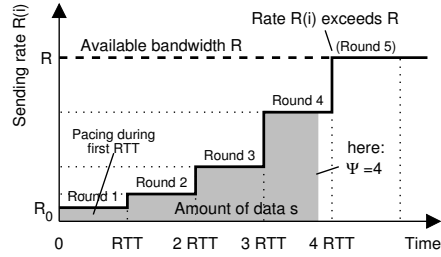 Sending rate R(i)
Rate R(i) exceeds R
Available bandwidth R
(Round 5)
R
Round 4
Pacing during
first RTT
here:
Ψ =4
Round 3
Round 2
Round 1
R0
Amount of data s
0 RTT 2 RTT 3 RTT 4 RTT Time